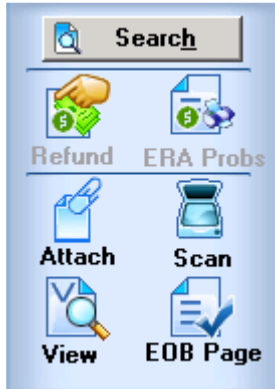 Search
Refund ERA Probs
Attach Scan
View EOB Page